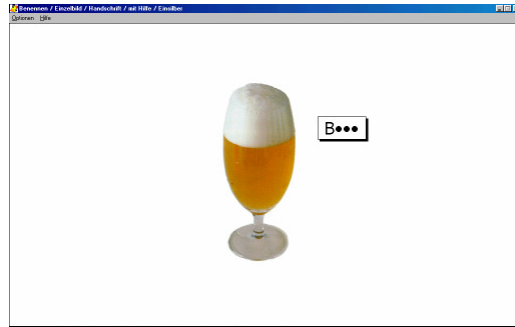 Benennen / Einzelbild / Handschrift / mit Hilfe / Einsilber
Optionen Hilfe
B•••